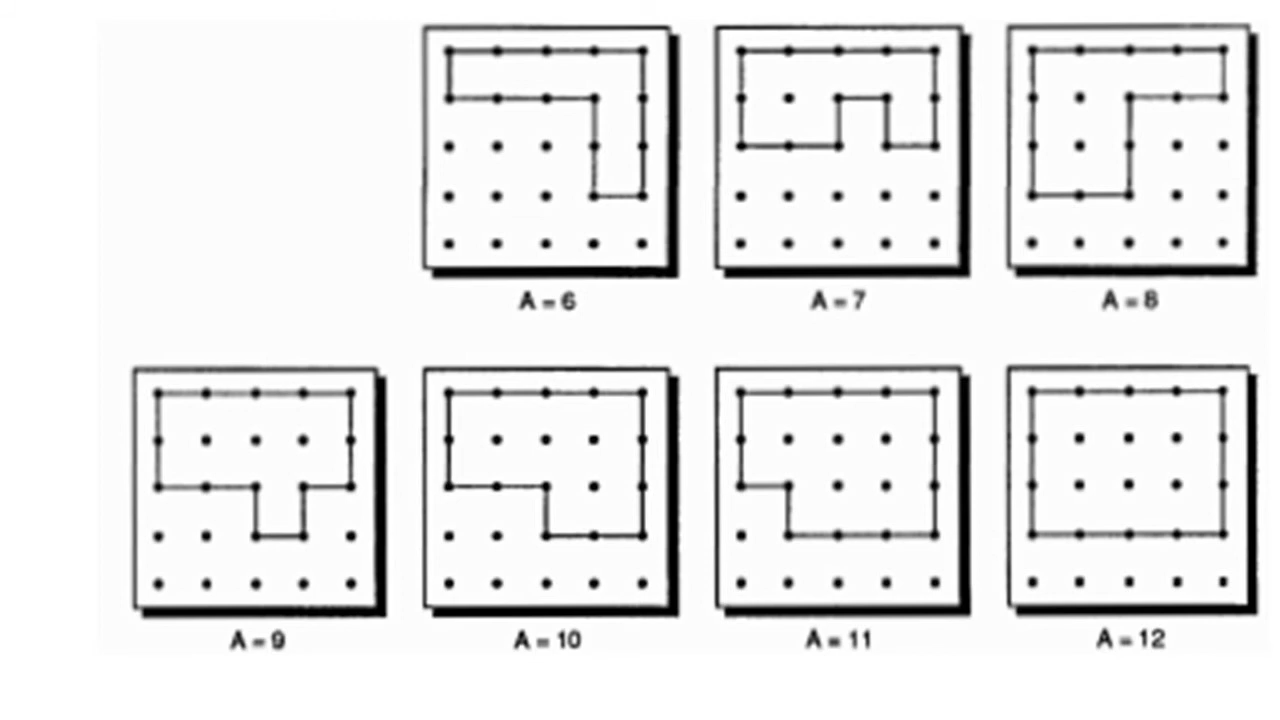 A = 6
A = 7
A = 8
A = 9
A = 10
A = 11
A = 12